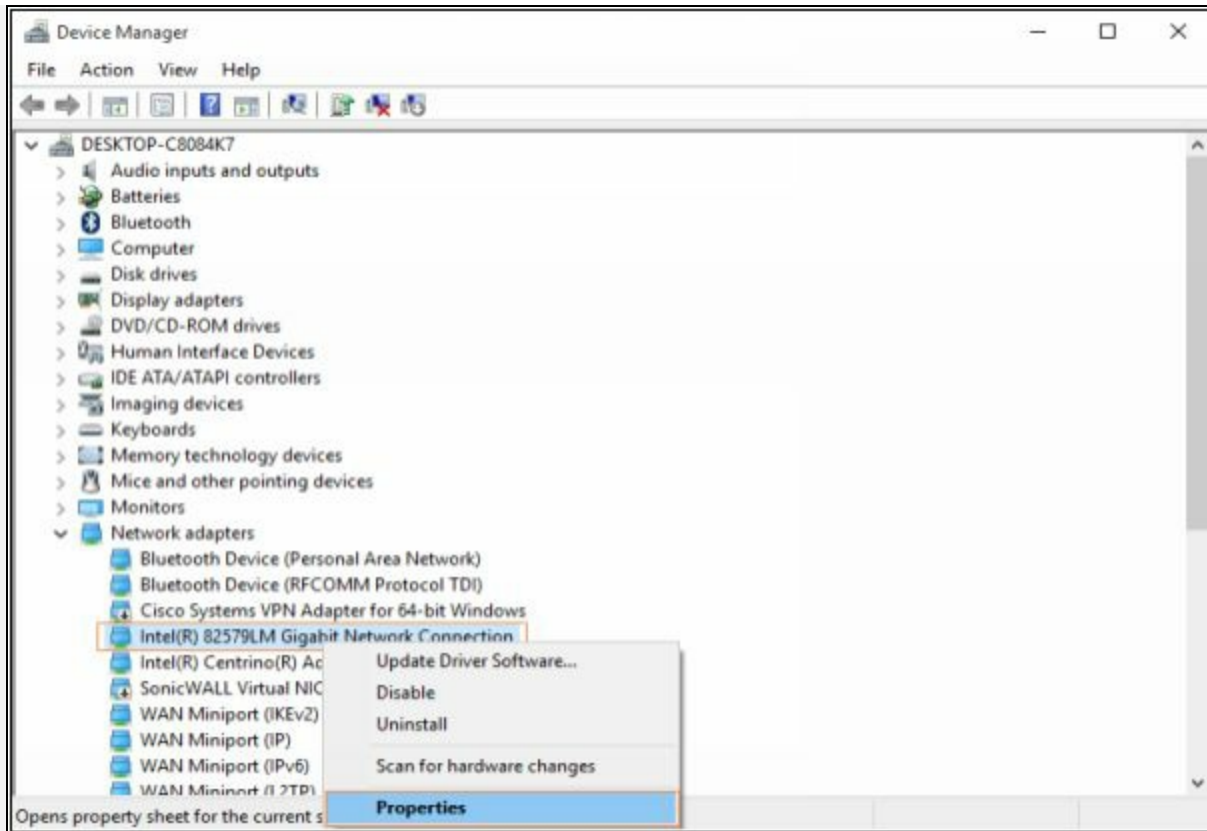 Device Manager
File Action View Help
DESKTOP-C8084K7
Audio inputs and outputs
Batteries
Bluetooth
Computer
Disk drives
Display adapters
DVD/CD-ROM drives
Human Interface Devices
IDE ATA/ATAPI controllers
Imaging devices
Keyboards
Memory technology devices
Mice and other pointing devices
Monitors
Network adapters
Bluetooth Device (Personal Area Network)
Bluetooth Device (RFCOMM Protocol TDI)
Cisco Systems VPN Adapter for 64-bit Windows
Intel(R) 82579LM Gigabit Network Connection
Intel(R) Centrino(R) Ad
SonicWALL Virtual NIC
WAN Miniport (IKEv2)
WAN Miniport (IP)
WAN Miniport (IPv6)
WAN Miniport (L2TP)
Update Driver Software...
Disable
Uninstall
Scan for hardware changes
Properties
Opens property sheet for the current s